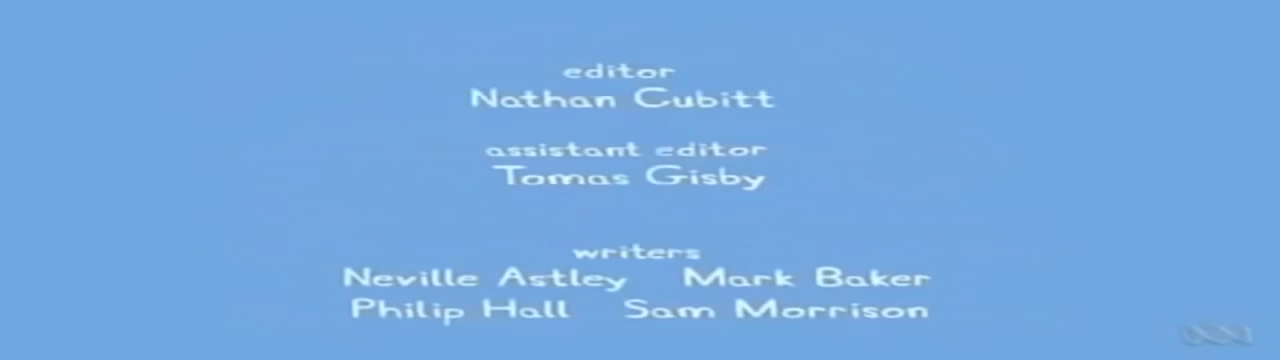 editor
Nathan Cubitt
assistant editor
Tomas Gisby
writers
Neville Astley Mark Baker
Philip Hall Sam Morrison